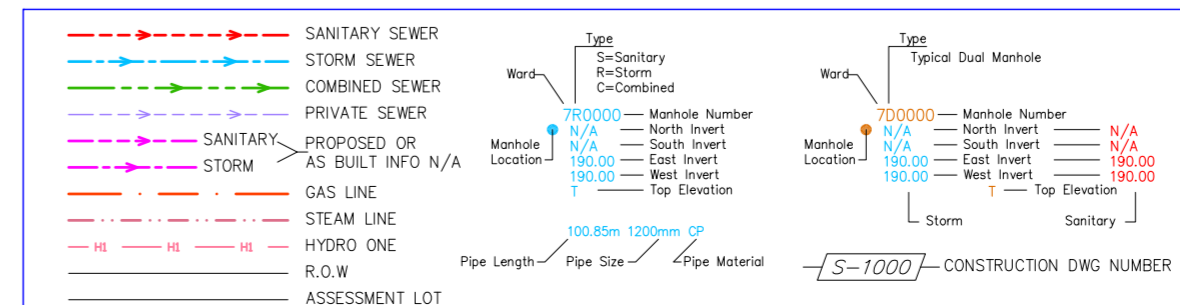 SANITARY SEWER
STORM SEWER
COMBINED SEWER
PRIVATE SEWER
SANITARY
STORM
PROPOSED OR
AS BUILT INFO N/A
GAS LINE
STEAM LINE
H1 H1 H1 HYDRO ONE
R.O.W
ASSESSMENT LOT
Type
S=Sanitary
R=Storm
C=Combined
Ward
7R0000 Manhole Number
N/A North Invert
N/A South Invert
190.00 East Invert
190.00 West Invert
T Top Elevation
Manhole
Location
100.85m 1200mm CP
Pipe Length Pipe Size Pipe Material
Type
Typical Dual Manhole
Ward
7D0000 Manhole Number
N/A North Invert N/A
N/A South Invert N/A
190.00 East Invert 190.00
190.00 West Invert 190.00
T Top Elevation
Manhole
Location
Storm Sanitary
S-1000 CONSTRUCTION DWG NUMBER